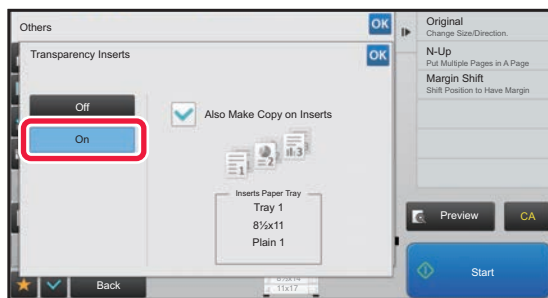 Others
OK
Transparency Inserts
OK
Off
On
Also Make Copy on Inserts
1
2
3
Inserts Paper Tray
Tray 1
8½x11
Plain 1
Back
11x17
Original
Change Size/Direction.
N-Up
Put Multiple Pages in A Page
Margin Shift
Shift Position to Have Margin
Preview
CA
Start